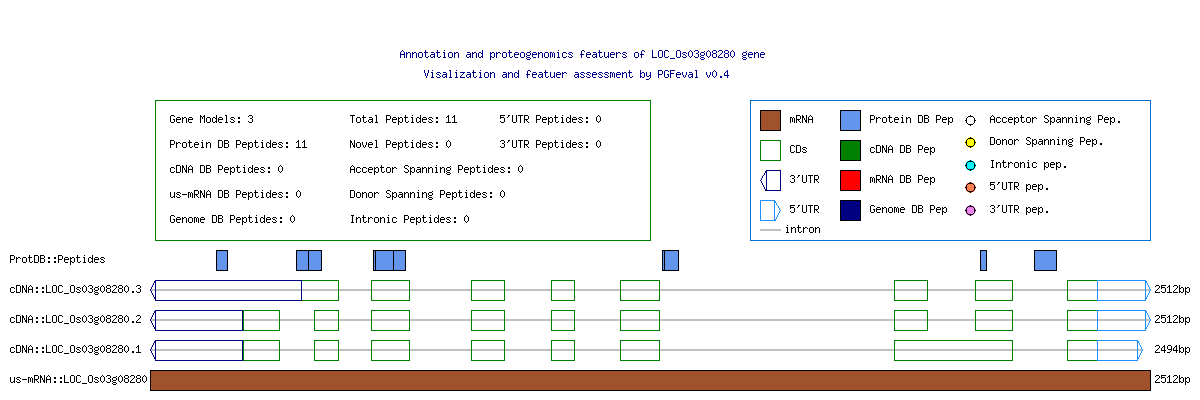 Annotation and proteogenomics featuers of LOC_Os03g08280 gene
Visalization and featuer assessment by PGFeval v0.4
Gene Models: 3 Total Peptides: 11 5'UTR Peptides: 0
Protein DB Peptides: 11 Novel Peptides: 0 3'UTR Peptides: 0
cDNA DB Peptides: 0 Acceptor Spanning Peptides: 0
us-mRNA DB Peptides: 0 Donor Spanning Peptides: 0
Genome DB Peptides: 0 Intronic Peptides: 0
mRNA Protein DB Pep Acceptor Spanning Pep.
CDs cDNA DB Pep Donor Spanning Pep.
3'UTR mRNA DB Pep Intronic pep.
5'UTR Genome DB Pep 5'UTR pep.
intron 3'UTR pep.
ProtDB::Peptides
cDNA::LOC_Os03g08280.3 2512bp
cDNA::LOC_Os03g08280.2 2512bp
cDNA::LOC_Os03g08280.1 2494bp
us-mRNA::LOC_Os03g08280 2512bp